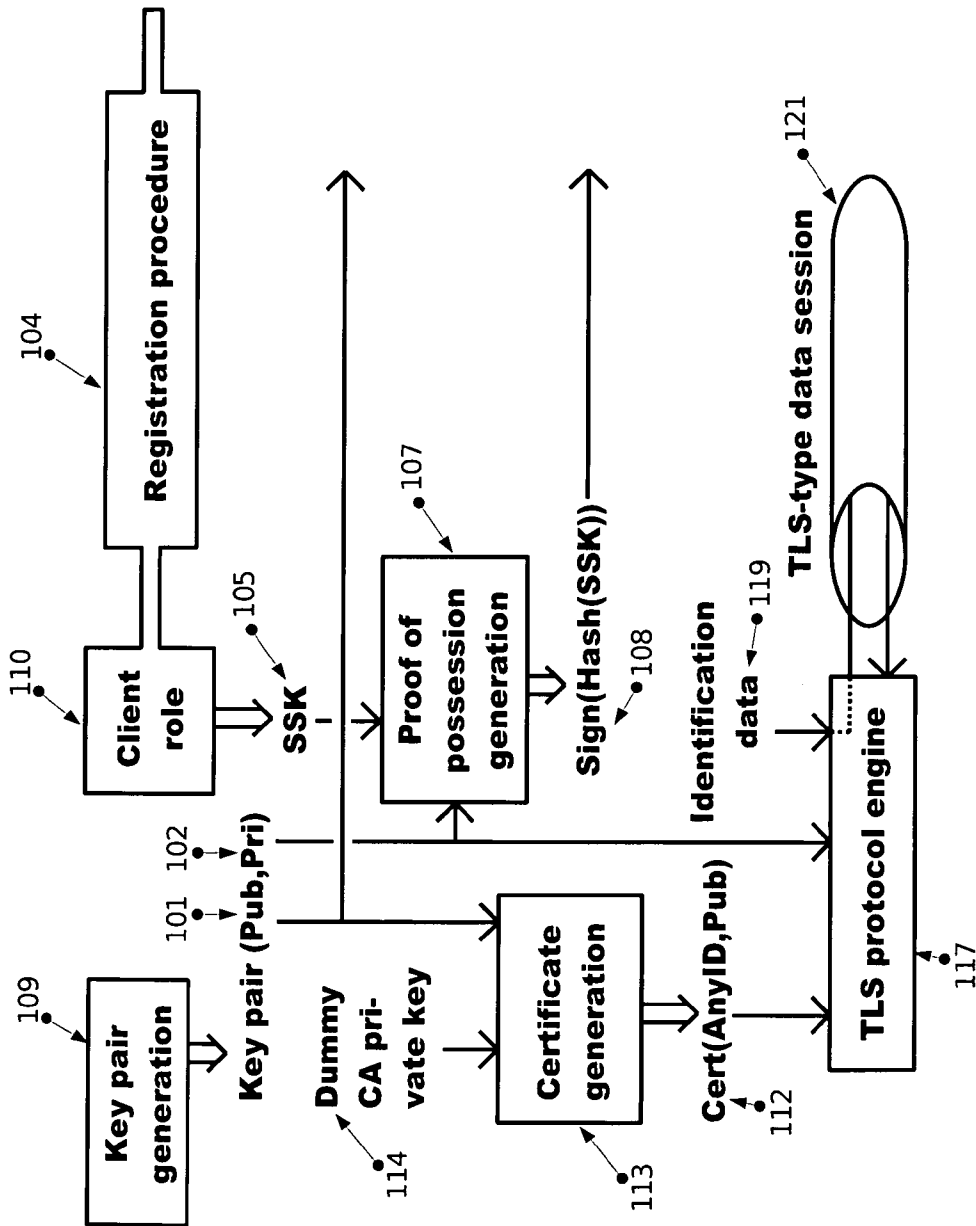 109
Key pair
generation
110
Client
role
104
Registration procedure
101
102
Key pair (Pub,Pri)
105
SSK
Dummy
CA pri-
vate key
114
Proof of
possession
generation
107
Certificate
generation
113
Sign(Hash(SSK))
108
Cert(AnyID,Pub)
112
Identification
data
119
TLS-type data session
121
TLS protocol engine
117